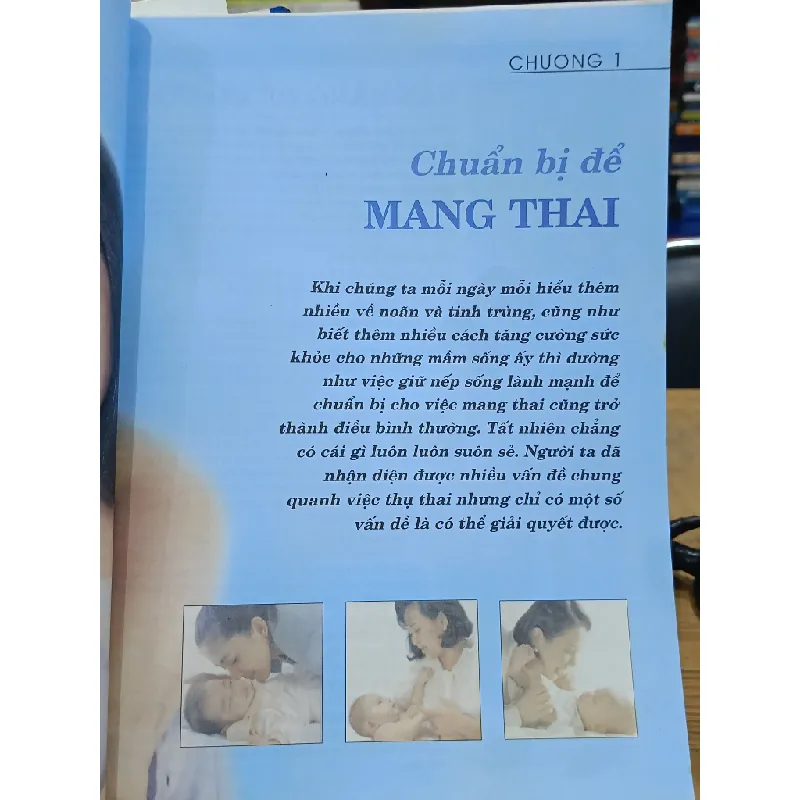 CHƯƠNG 1
Chuẩn bị để
MANG THAI
Khi chúng ta mỗi ngày mỗi hiểu thêm
nhiều về noãn và tinh trùng, cũng như
biết thêm nhiều cách tăng cường sức
khỏe cho những mầm sống ấy thì dường
như việc giữ nếp sống lành mạnh để
chuẩn bị cho việc mang thai cũng trở
thành điều bình thường. Tất nhiên chẳng
có cái gì luôn luôn suôn sẻ. Người ta đã
nhận diện được nhiều vấn đề chung
quanh việc thụ thai nhưng chỉ có một số
vấn đề là có thể giải quyết được.